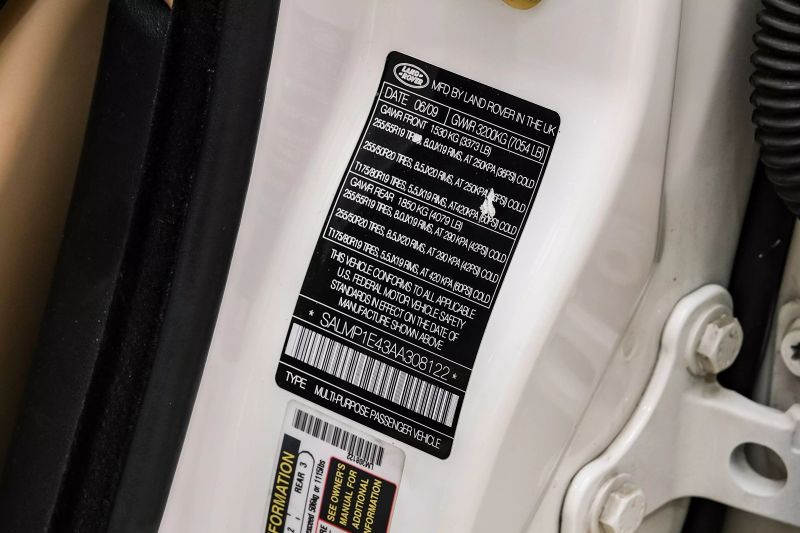 LAND ROVER MFD BY LAND ROVER IN THE UK
DATE 06/09 GVWR 3200KG (7054 LB)
GAWR FRONT 1530 KG (3373 LB)
255/55R19 TIRES, 8.0JX19 RIMS, AT 250KPA (36PSI) COLD
255/50R20 TIRES, 8.5JX20 RIMS, AT 250KPA (36PSI) COLD
T175/80R19 TIRES, 5.5JX19 RIMS, AT 420KPA (60PSI) COLD
GAWR REAR 1850 KG (4079 LB)
255/55R19 TIRES, 8.0JX19 RIMS, AT 290 KPA (42PSI) COLD
255/50R20 TIRES, 8.5JX20 RIMS, AT 290 KPA (42PSI) COLD
T175/80R19 TIRES, 5.5JX19 RIMS, AT 420 KPA (60PSI) COLD
THIS VEHICLE CONFORMS TO ALL APPLICABLE
U.S. FEDERAL MOTOR VEHICLE SAFETY
STANDARDS IN EFFECT ON THE DATE OF
MANUFACTURE SHOWN ABOVE
* SALMP1E43AA308122 *
TYPE MULTI-PURPOSE PASSENGER VEHICLE
REAR 3
or 1115lbs
SEE OWNER'S
MANUAL FOR
ADDITIONAL
INFORMATION